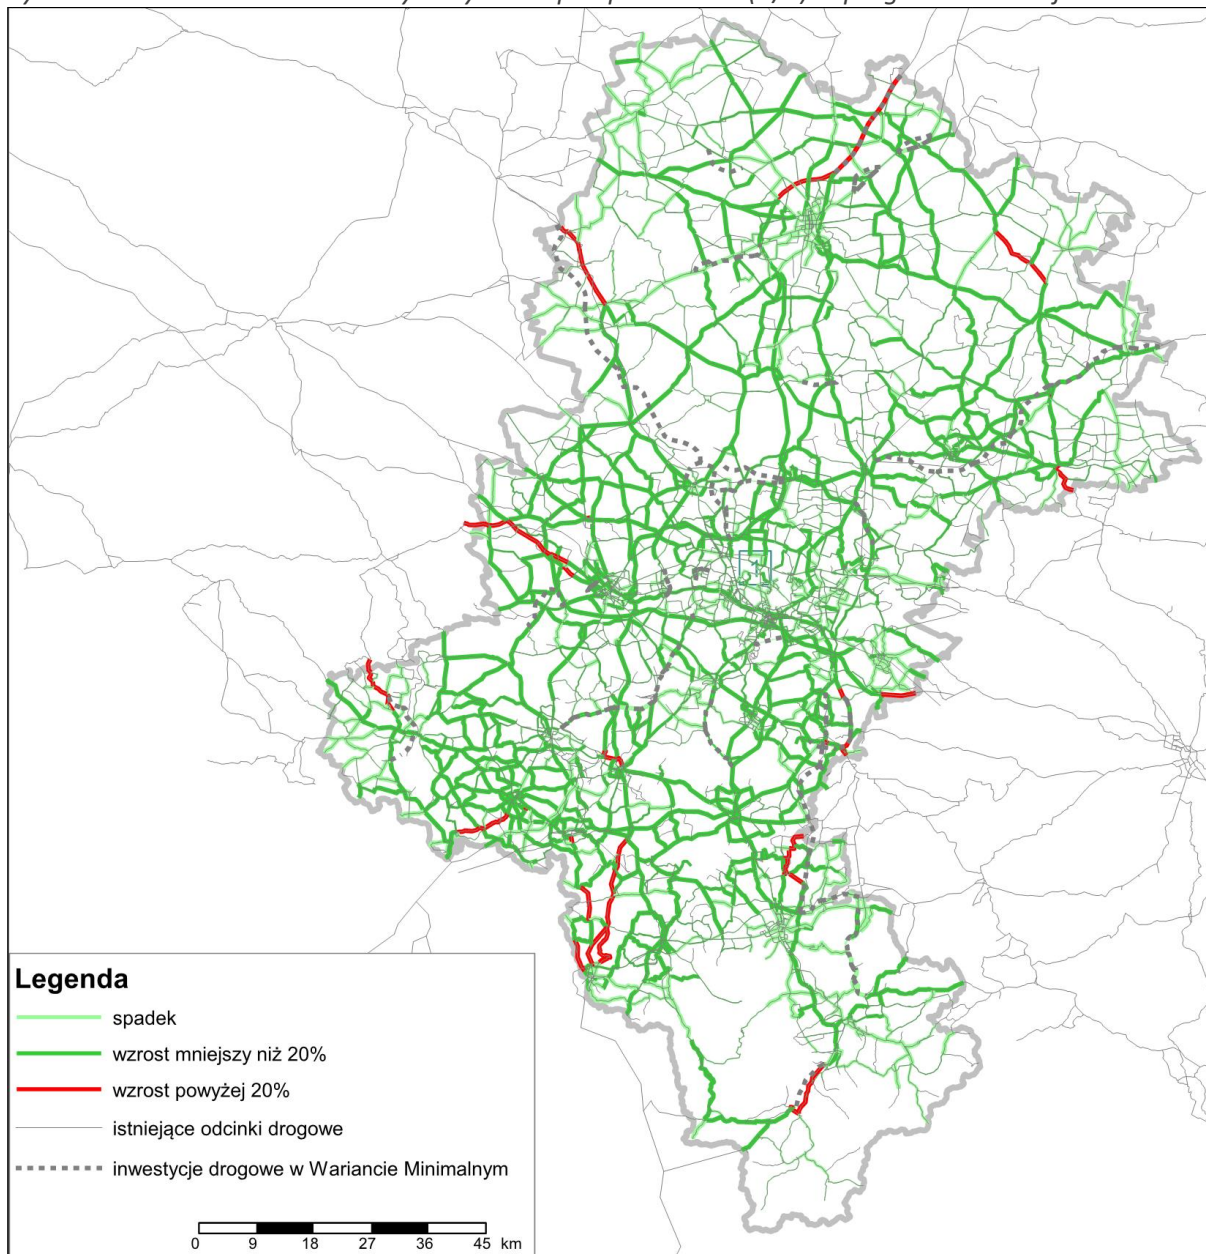 Legenda
spadek
wzrost mniejszy niż 20%
wzrost powyżej 20%
istniejące odcinki drogowe
inwestycje drogowe w Wariancie Minimalnym
0 9 18 27 36 45 km